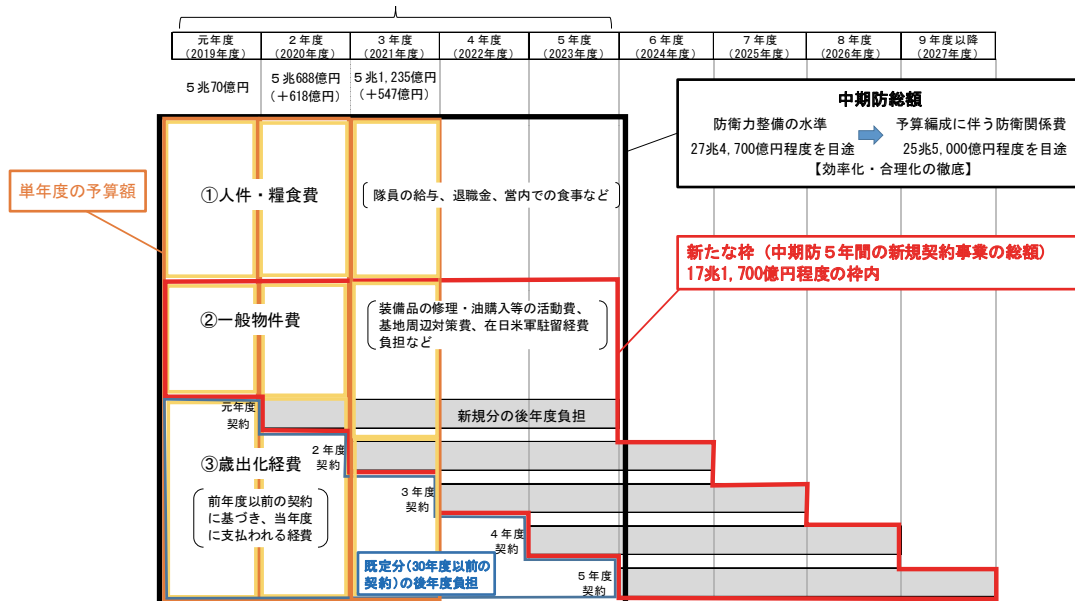 元年度
(2019年度)
２年度
(2020年度)
３年度
(2021年度)
４年度
(2022年度)
５年度
(2023年度)
６年度
(2024年度)
７年度
(2025年度)
８年度
(2026年度)
９年度以降
(2027年度)
５兆70億円
５兆688億円
(＋618億円)
５兆1,235億円
(＋547億円)
中期防総額
防衛力整備の水準
予算編成に伴う防衛関係費
27兆4,700億円程度を目途
25兆5,000億円程度を目途
【効率化・合理化の徹底】
単年度の予算額
①人件・糧食費
隊員の給与、退職金、営内での食事など
新たな枠（中期防５年間の新規契約事業の総額）
17兆1,700億円程度の枠内
②一般物件費
装備品の修理・油購入等の活動費、
基地周辺対策費、在日米軍駐留経費
負担など
元年度
契約
新規分の後年度負担
２年度
契約
③歳出化経費
前年度以前の契約
に基づき、当年度
に支払われる経費
３年度
契約
４年度
契約
既定分(30年度以前の
契約)の後年度負担
５年度
契約